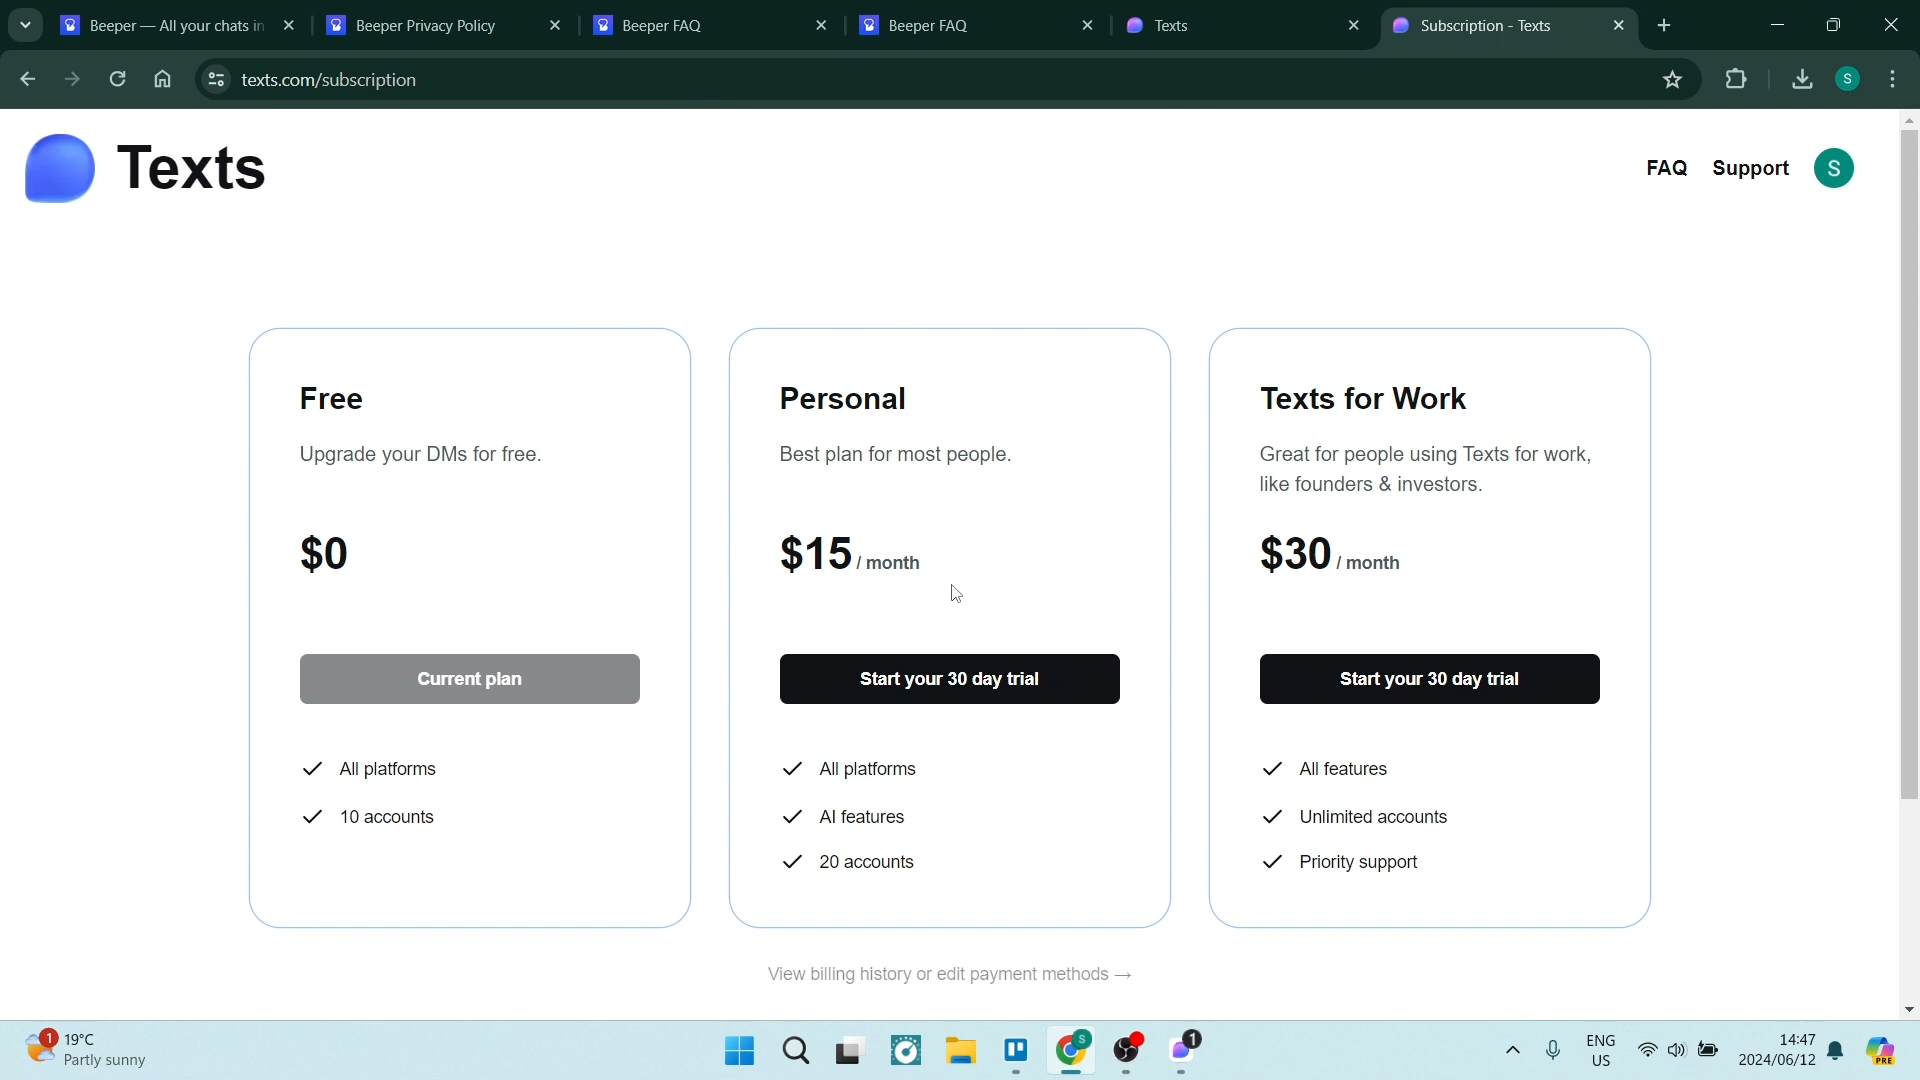 Beeper — All your chats in
Beeper Privacy Policy
Beeper FAQ
Beeper FAQ
Texts
Subscription - Texts
texts.com/subscription
S
Texts
FAQ
Support
S
Free
Upgrade your DMs for free.
$0
Current plan
All platforms
10 accounts
Personal
Best plan for most people.
$15 / month
Start your 30 day trial
All platforms
AI features
20 accounts
Texts for Work
Great for people using Texts for work,
like founders & investors.
$30 / month
Start your 30 day trial
All features
Unlimited accounts
Priority support
View billing history or edit payment methods →
1
19°C
Partly sunny
S
1
ENG
US
14:47
2024/06/12
PRE